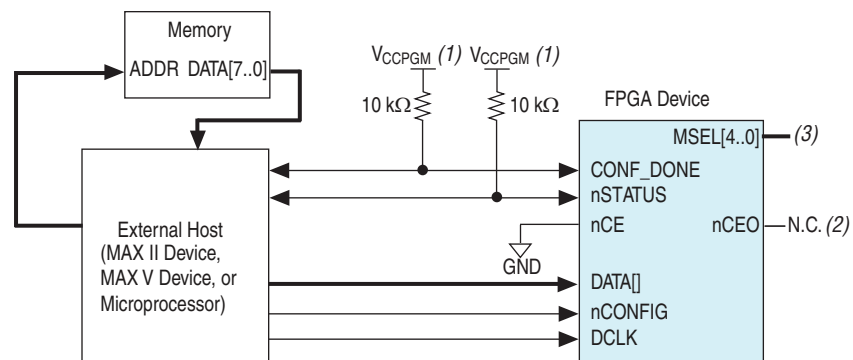 Memory
ADDR DATA[7..0]
VCCPGM (1) VCCPGM (1)
10 kΩ 10 kΩ
FPGA Device
MSEL[4..0] (3)
CONF_DONE
nSTATUS
nCE nCEO N.C. (2)
GND
External Host
(MAX II Device,
MAX V Device, or
Microprocessor)
DATA[]
nCONFIG
DCLK